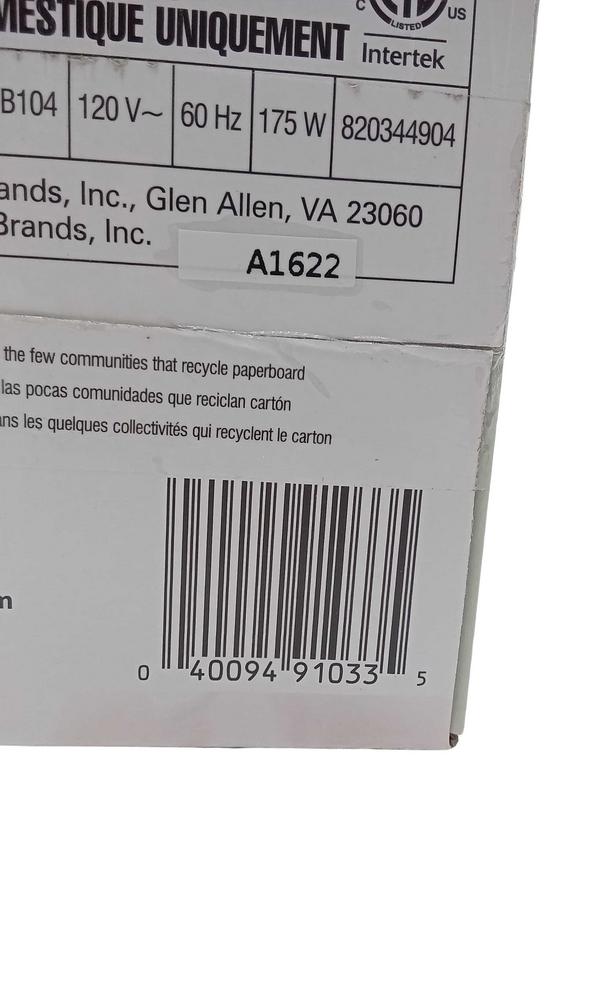 MESTIQUE UNIQUEMENT
C LISTED US
Intertek
B104 120 V~ 60 Hz 175 W 820344904
ands, Inc., Glen Allen, VA 23060
Brands, Inc.
A1622
the few communities that recycle paperboard
las pocas comunidades que reciclan cartón
ans les quelques collectivités qui recyclent le carton
m
0 40094 91033 5